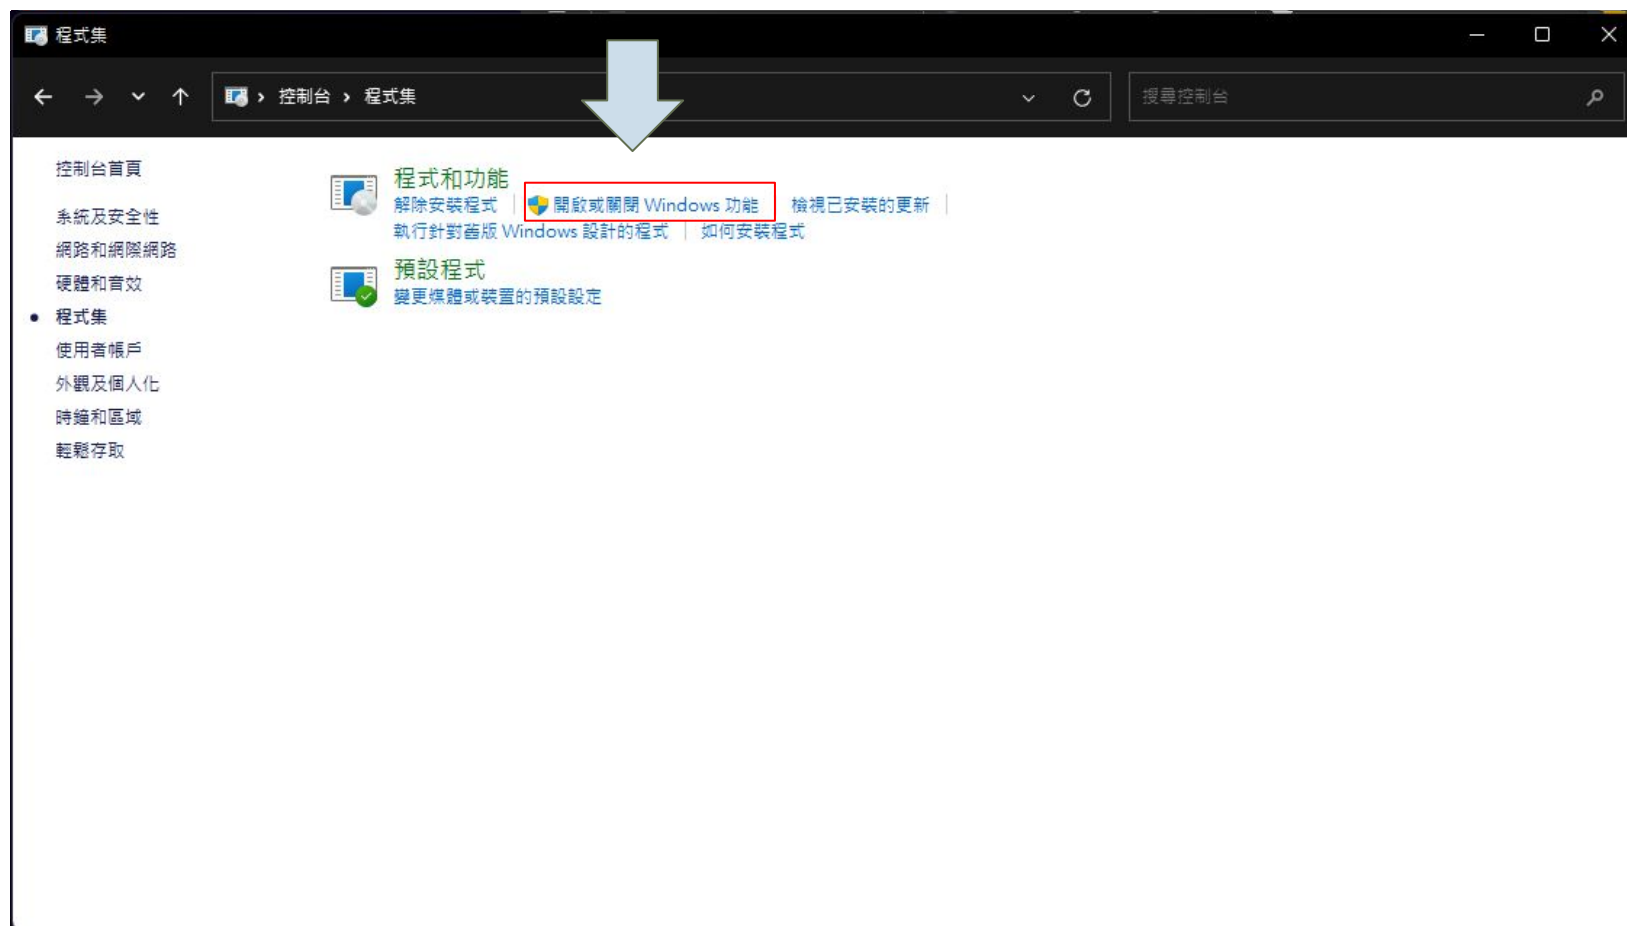 程式集
控制台 › 程式集
搜尋控制台
控制台首頁
系統及安全性
網路和網際網路
硬體和音效
程式集
使用者帳戶
外觀及個人化
時鐘和區域
輕鬆存取
程式和功能
解除安裝程式
開啟或關閉 Windows 功能
檢視已安裝的更新
執行針對舊版 Windows 設計的程式
如何安裝程式
預設程式
變更媒體或裝置的預設設定